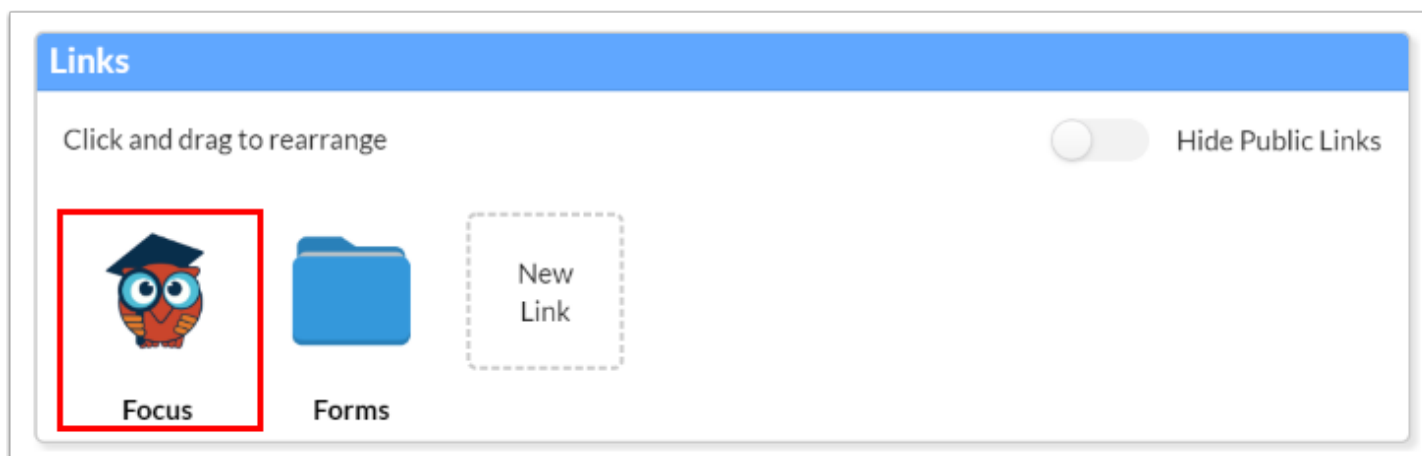 Links
Click and drag to rearrange
Hide Public Links
New
Link
Focus
Forms